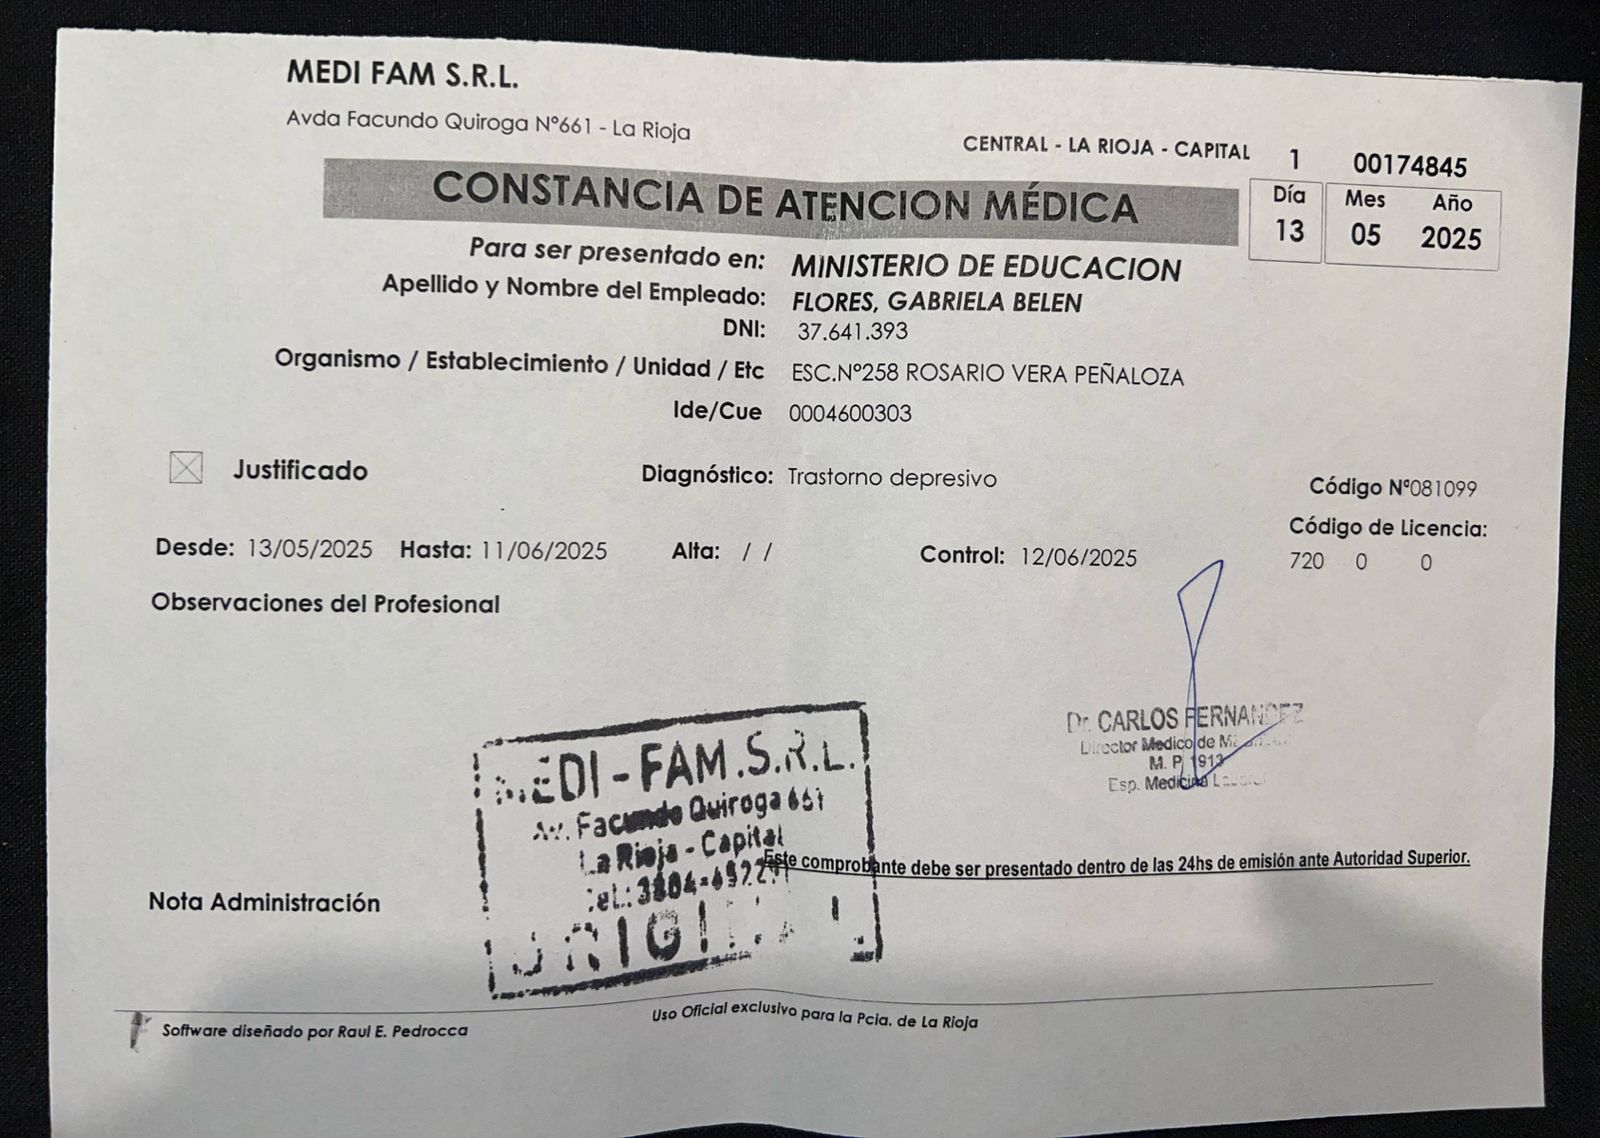 MEDI FAM S.R.L.
Avda Facundo Quiroga Nº661 - La Rioja
CENTRAL - LA RIOJA - CAPITAL 1 00174845
CONSTANCIA DE ATENCION MÉDICA
Día Mes Año
13 05 2025
Para ser presentado en: MINISTERIO DE EDUCACION
Apellido y Nombre del Empleado: FLORES, GABRIELA BELEN
DNI: 37.641.393
Organismo / Establecimiento / Unidad / Etc ESC.Nº258 ROSARIO VERA PEÑALOZA
Ide/Cue 0004600303
Justificado Diagnóstico: Trastorno depresivo Código Nº081099
Código de Licencia:
Desde: 13/05/2025 Hasta: 11/06/2025 Alta: / / Control: 12/06/2025 720 0 0
Observaciones del Profesional
Dr. CARLOS FERNANDEZ
Director Medico de
M. P. 1913
Esp. Medicina
MEDI - FAM.S.R.L.
Av. Facundo Quiroga 661
La Rioja - Capital
Tel.:
ORIGINAL
Este comprobante debe ser presentado dentro de las 24hs de emisión ante Autoridad Superior.
Nota Administración
Software diseñado por Raul E. Pedrocca
Uso Oficial exclusivo para la Pcia. de La Rioja